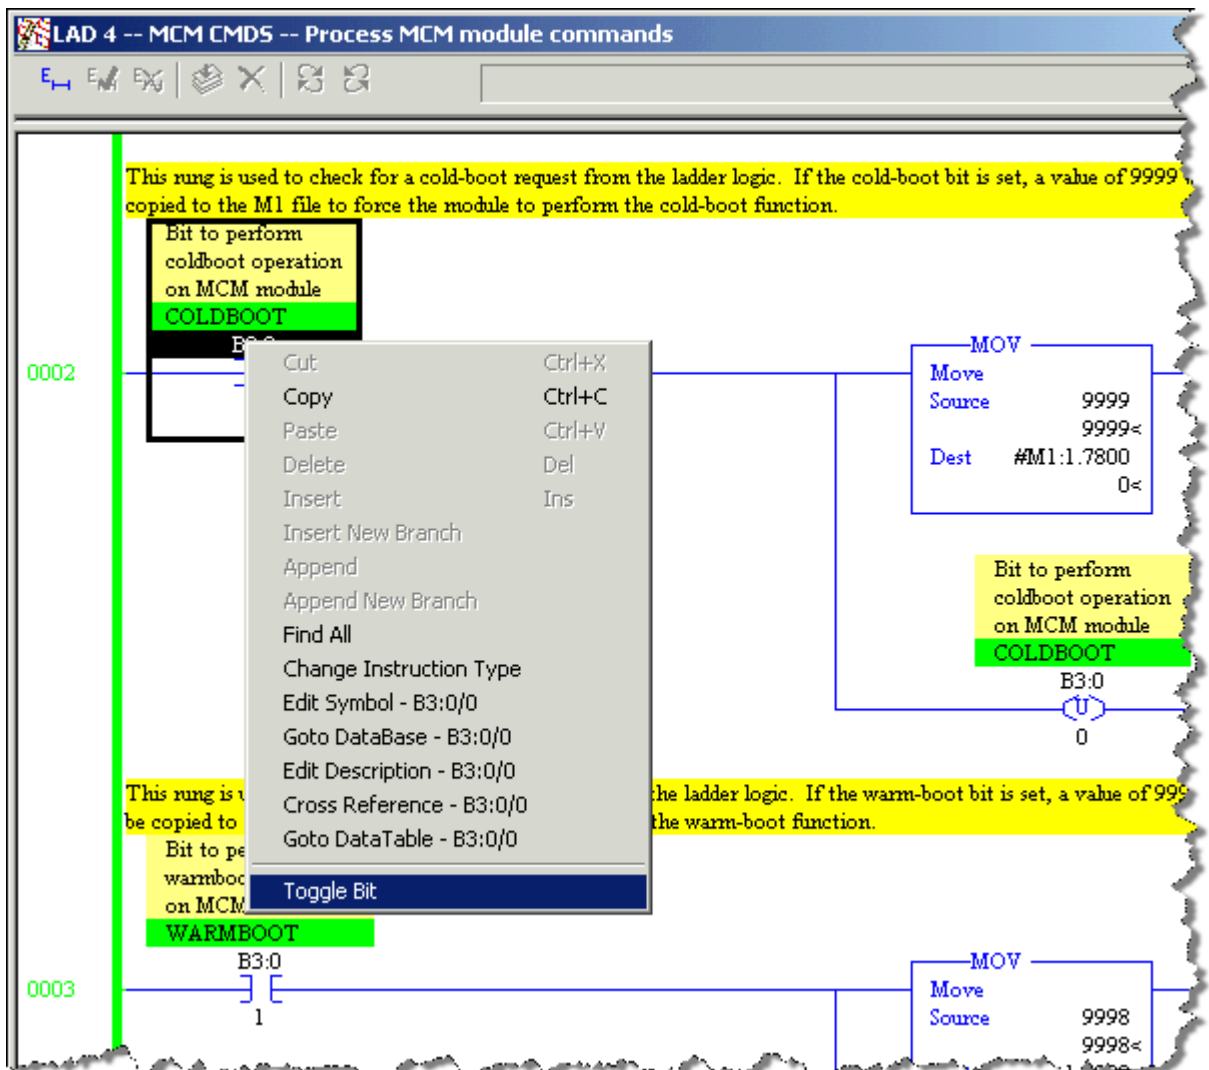 LAD 4 -- MCM CMDS -- Process MCM module commands
This rung is used to check for a cold-boot request from the ladder logic. If the cold-boot bit is set, a value of 9999
copied to the M1 file to force the module to perform the cold-boot function.
Bit to perform
coldboot operation
on MCM module
COLDBOOT
0002
Cut Ctrl+X
Copy Ctrl+C
Paste Ctrl+V
Delete Del
Insert Ins
Insert New Branch
Append
Append New Branch
Find All
Change Instruction Type
Edit Symbol - B3:0/0
Goto DataBase - B3:0/0
Edit Description - B3:0/0
Cross Reference - B3:0/0
Goto DataTable - B3:0/0
Toggle Bit
MOV
Move
Source 9999
9999<
Dest #M1:1.7800
0<
Bit to perform
coldboot operation
on MCM module
COLDBOOT
B3:0
U
0
This rung is the ladder logic. If the warm-boot bit is set, a value of
be copied to the warm-boot function.
Bit to
on MCM
WARMBOOT
B3:0
0003
1
MOV
Move
Source 9998
9998<